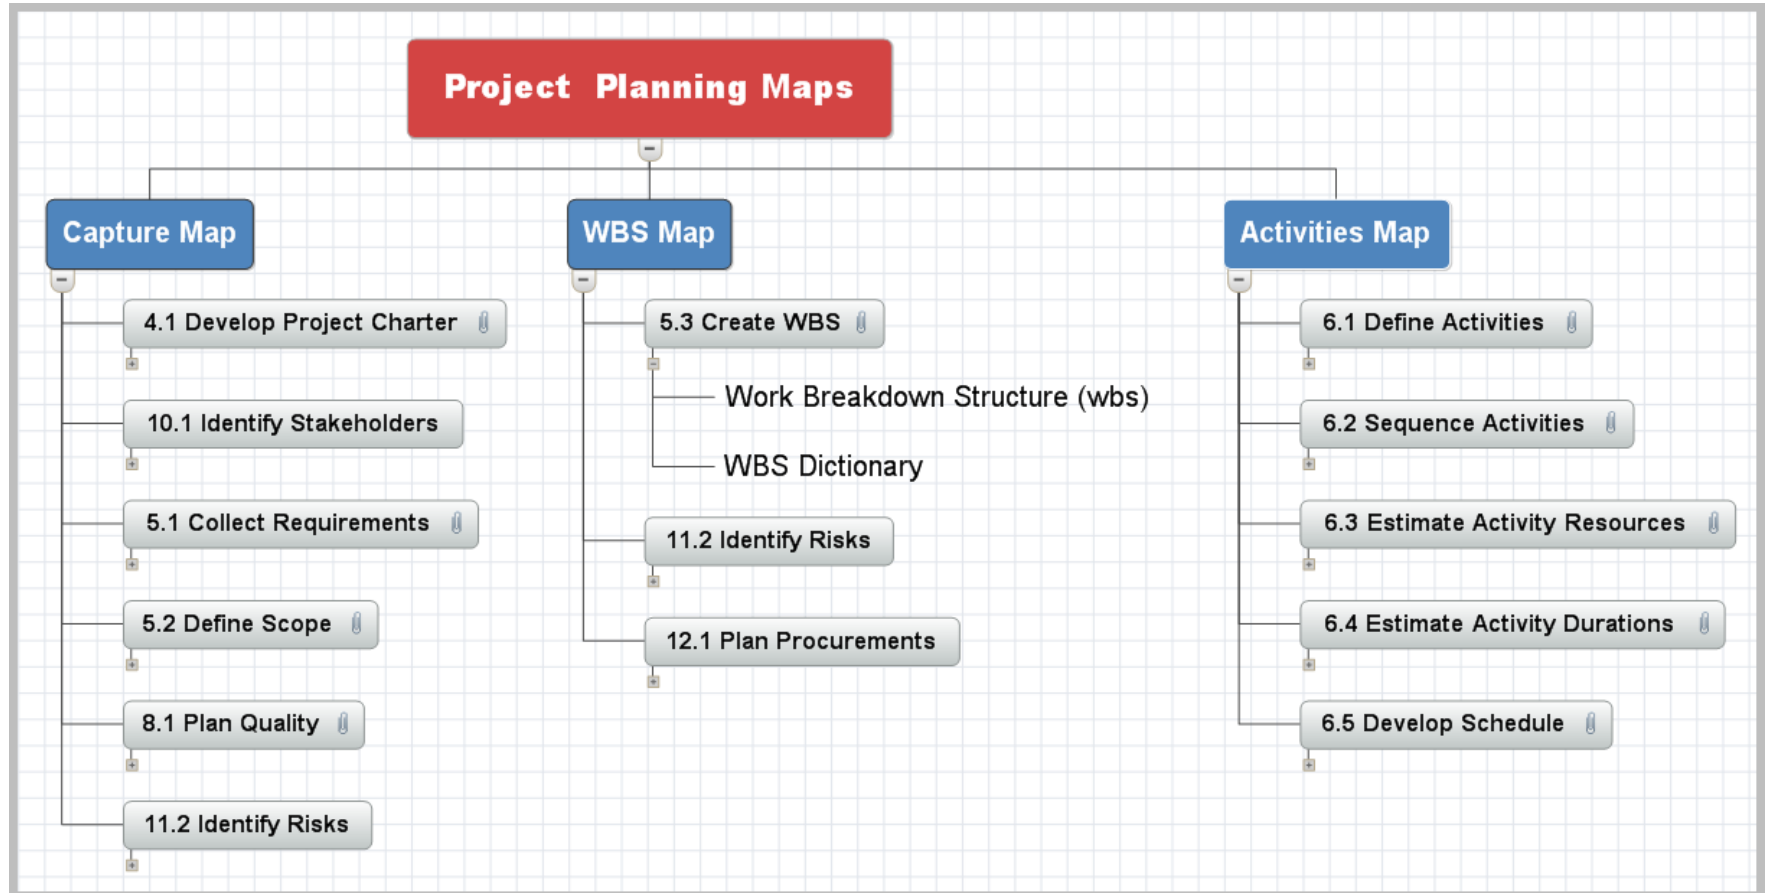 Project Planning Maps
Capture Map
4.1 Develop Project Charter
10.1 Identify Stakeholders
5.1 Collect Requirements
5.2 Define Scope
8.1 Plan Quality
11.2 Identify Risks
WBS Map
5.3 Create WBS
Work Breakdown Structure (wbs)
WBS Dictionary
11.2 Identify Risks
12.1 Plan Procurements
Activities Map
6.1 Define Activities
6.2 Sequence Activities
6.3 Estimate Activity Resources
6.4 Estimate Activity Durations
6.5 Develop Schedule